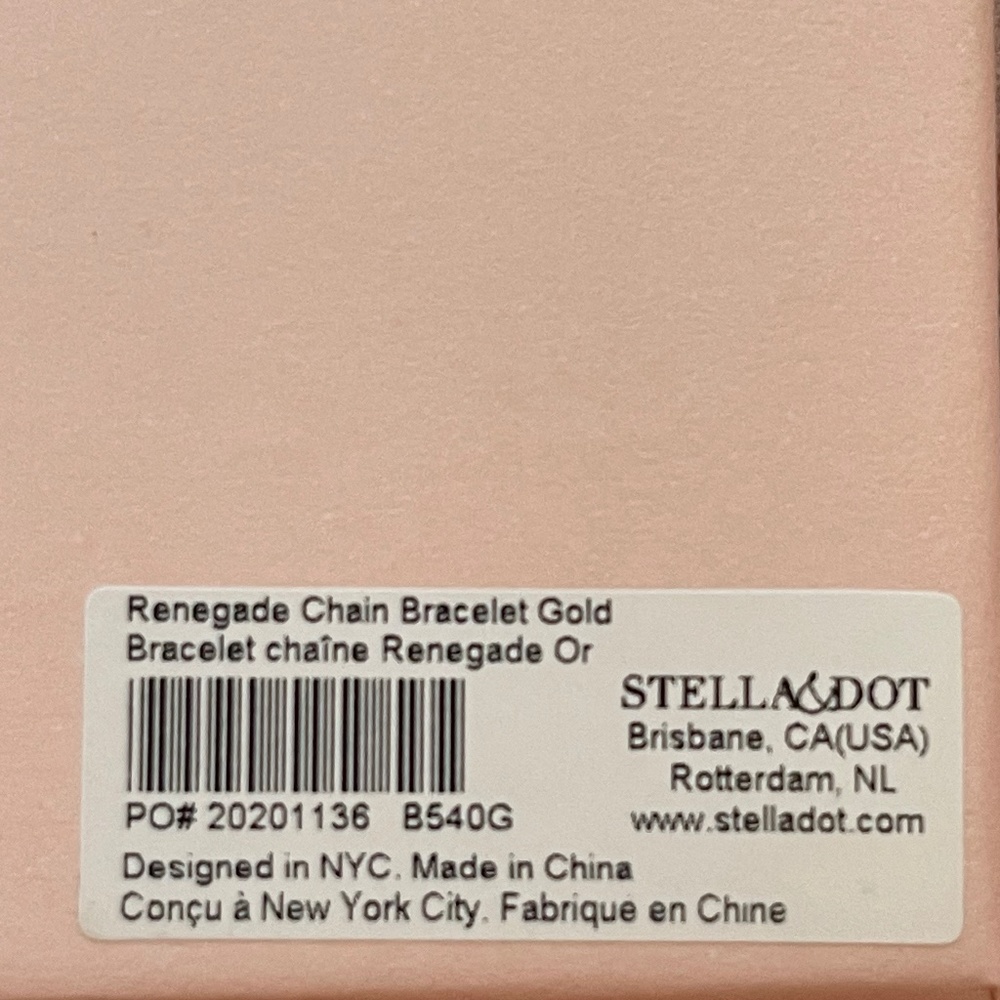 Renegade Chain Bracelet Gold
Bracelet chaîne Renegade Or
STELLA&DOT
Brisbane, CA(USA)
Rotterdam, NL
www.stelladot.com
PO# 20201136 B540G
Designed in NYC. Made in China
Conçu à New York City. Fabrique en Chine